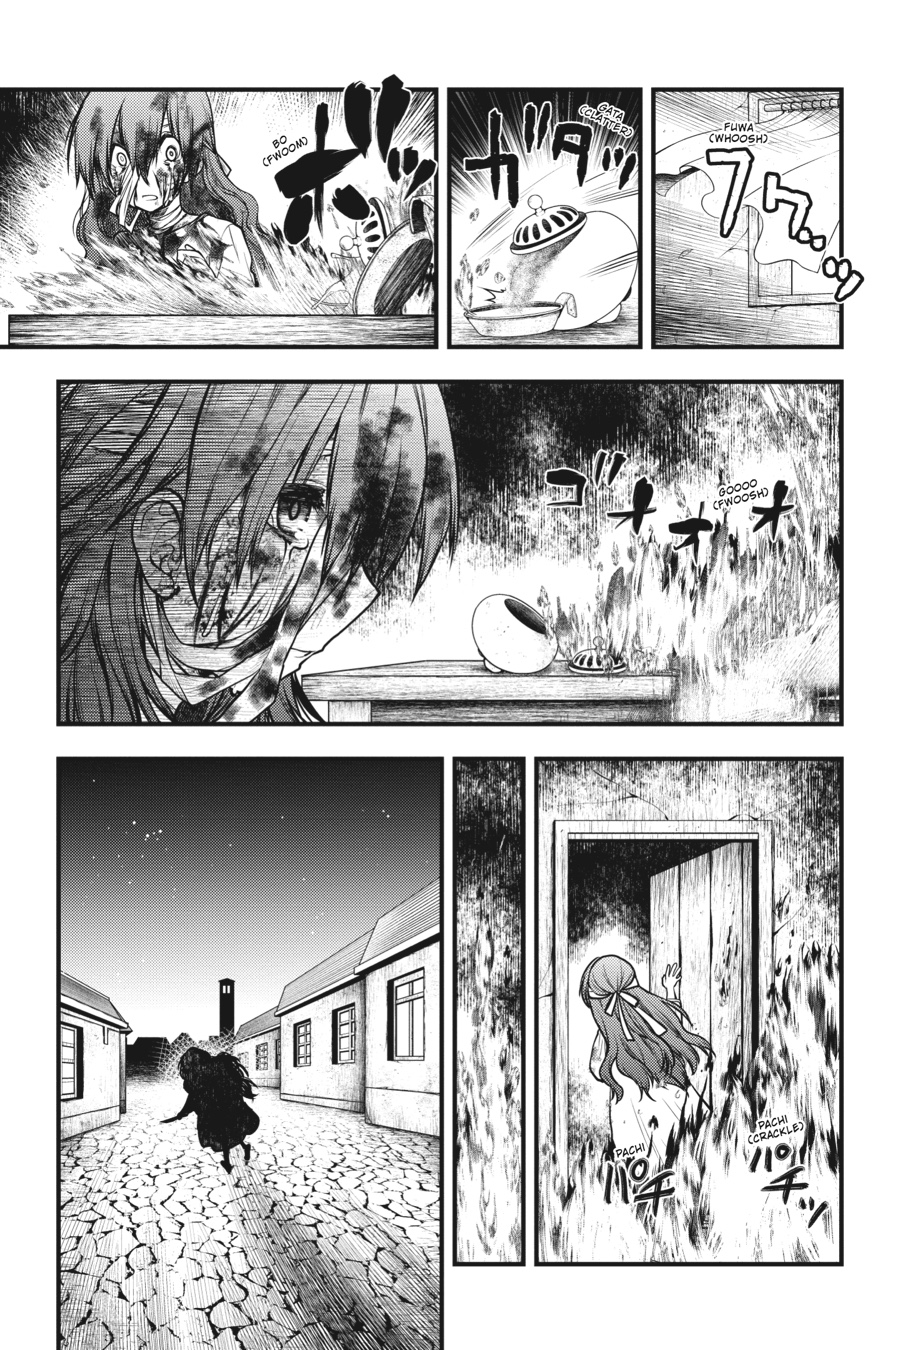 FUWA
(WHOOSH)
フワッ
GATA
(CLATTER)
ガタッ
BO
(FWOOM)
ボッ
GOOOO
(FWOOSH)
ゴォォォ
PACHI
(CRACKLE)
パチッ
PACHI
パチ